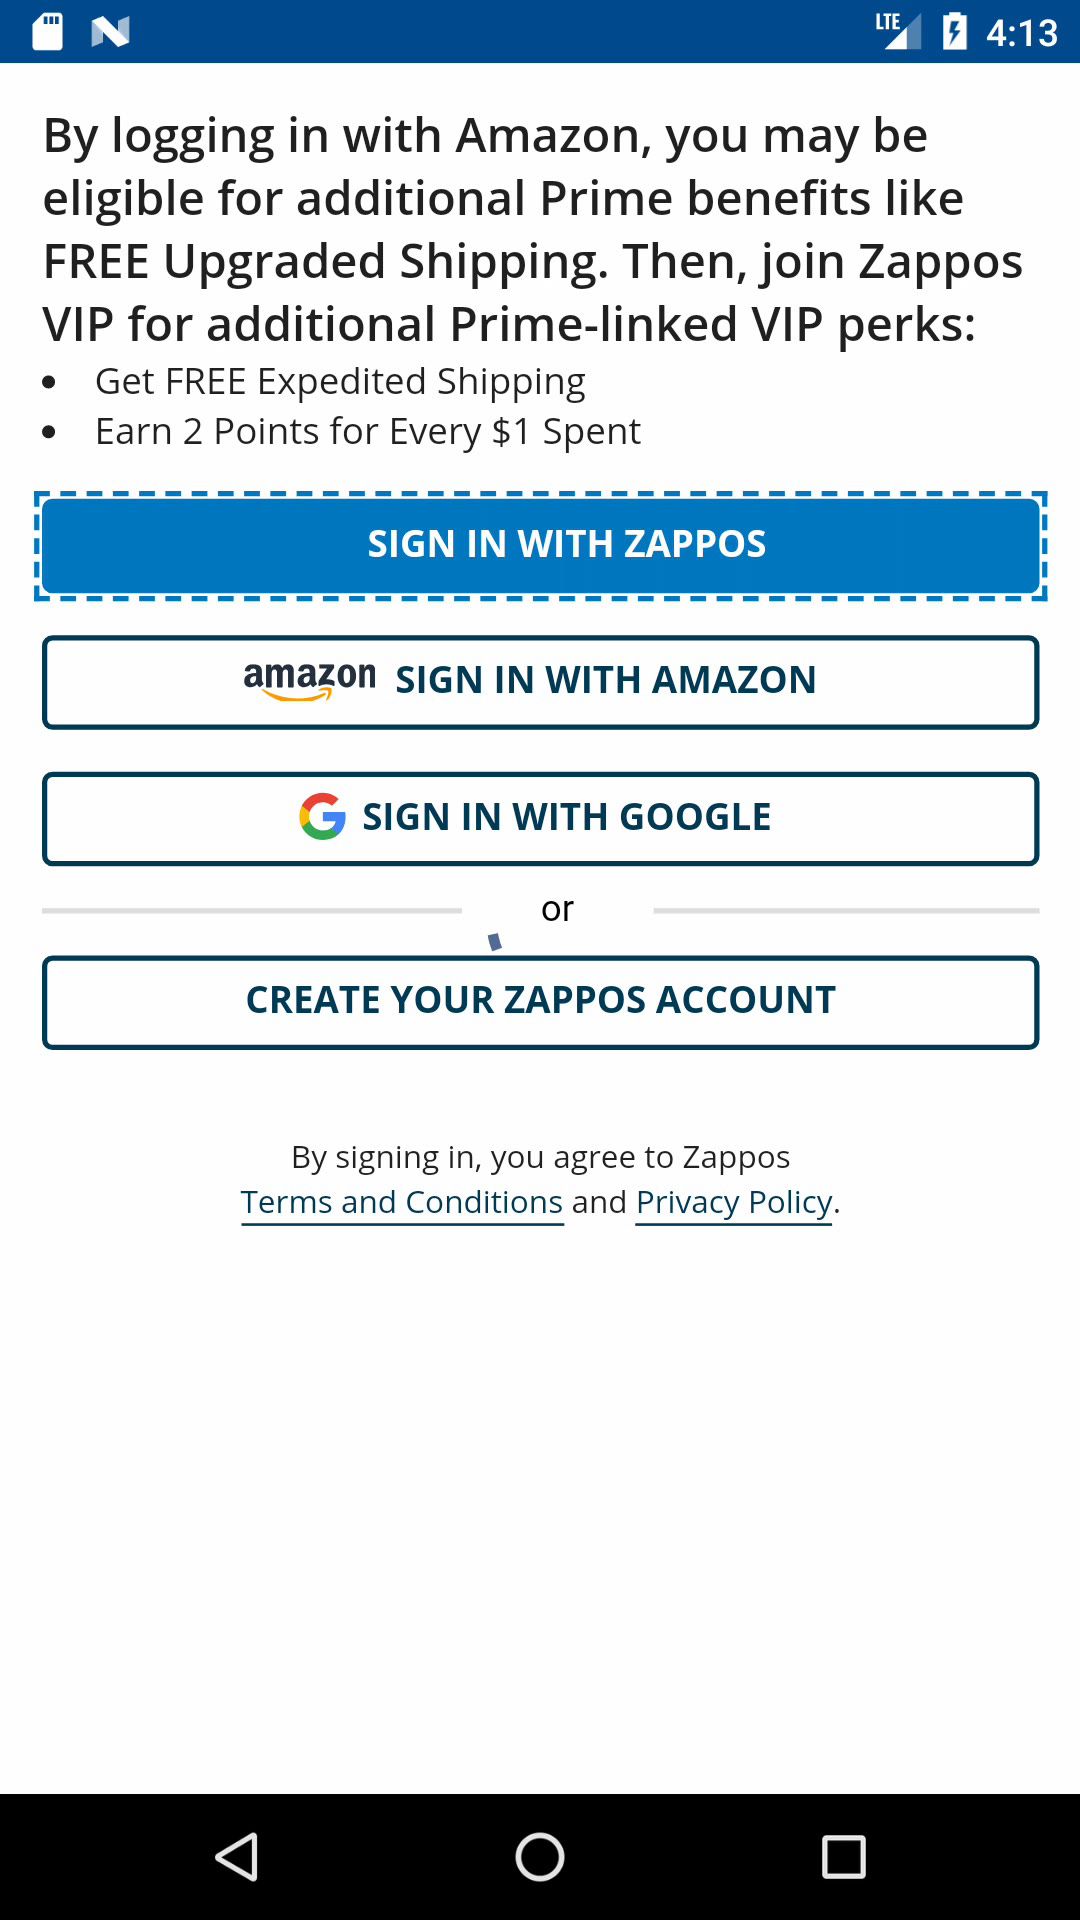 LTE 4:13
By logging in with Amazon, you may be
eligible for additional Prime benefits like
FREE Upgraded Shipping. Then, join Zappos
VIP for additional Prime-linked VIP perks:
• Get FREE Expedited Shipping
• Earn 2 Points for Every $1 Spent
SIGN IN WITH ZAPPOS
amazon SIGN IN WITH AMAZON
G SIGN IN WITH GOOGLE
or
CREATE YOUR ZAPPOS ACCOUNT
By signing in, you agree to Zappos
Terms and Conditions and Privacy Policy.